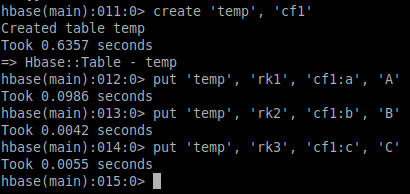 hbase(main):011:0> create 'temp', 'cf1'
Created table temp
Took 0.6357 seconds
=> Hbase::Table - temp
hbase(main):012:0> put 'temp', 'rk1', 'cf1:a', 'A'
Took 0.0986 seconds
hbase(main):013:0> put 'temp', 'rk2', 'cf1:b', 'B'
Took 0.0042 seconds
hbase(main):014:0> put 'temp', 'rk3', 'cf1:c', 'C'
Took 0.0055 seconds
hbase(main):015:0>